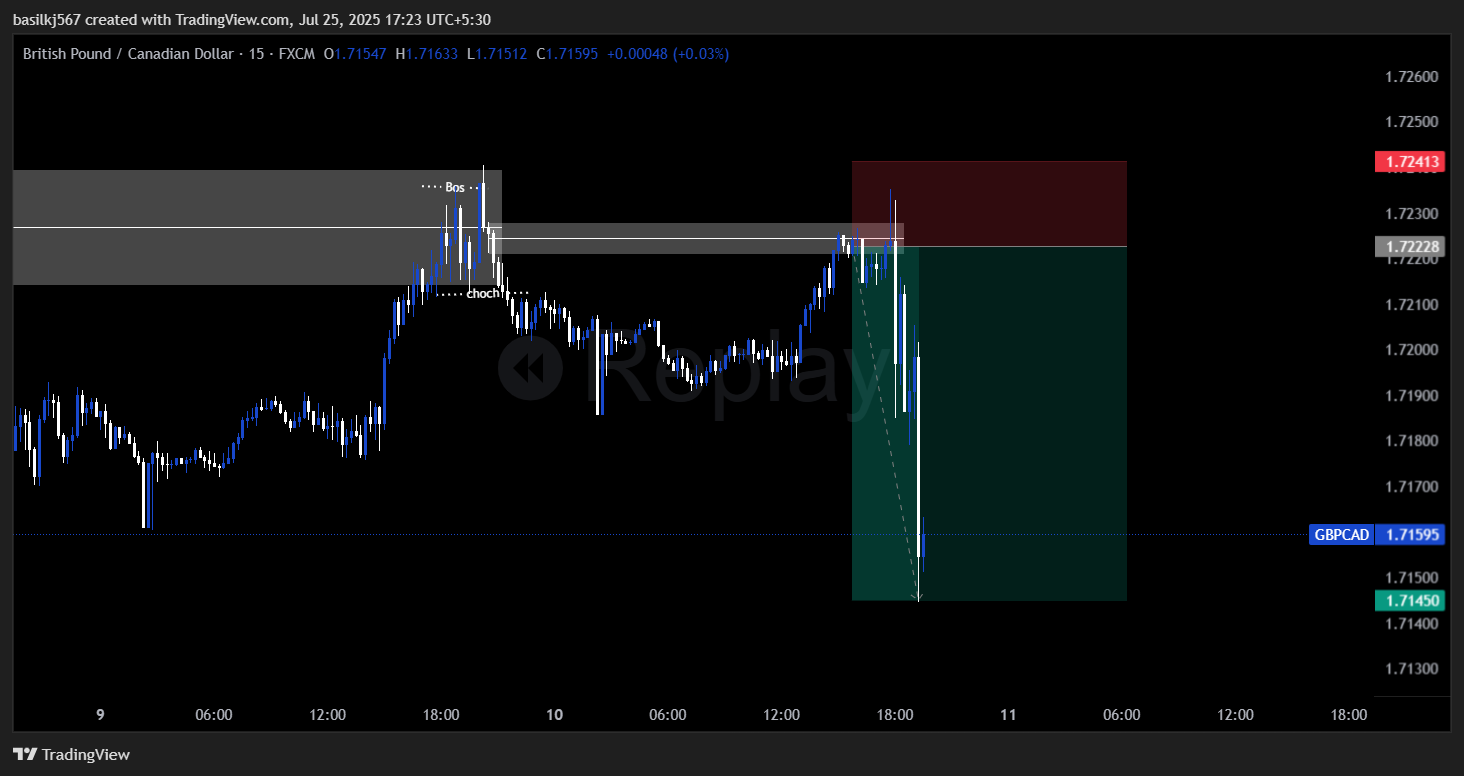 basilkj567 created with TradingView.com, Jul 25, 2025 17:23 UTC+5:30
British Pound / Canadian Dollar · 15 · FXCM O1.71547 H1.71633 L1.71512 C1.71595 +0.00048 (+0.03%)
1.72600
1.72500
1.72413
Bos
1.72300
1.72228
1.72200
choch
1.72100
Replay
1.72000
1.71900
1.71800
1.71700
GBPCAD 1.71595
1.71500
1.71450
1.71400
1.71300
9 06:00 12:00 18:00 10 06:00 12:00 18:00 11 06:00 12:00 18:00
TradingView